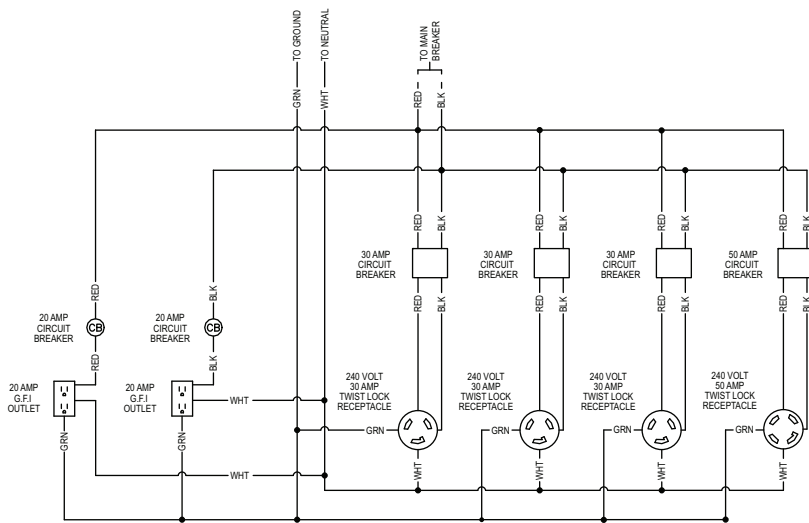 TO GROUND
TO NEUTRAL
TO MAIN
BREAKER
GRN
WHT
RED
BLK
RED
BLK
RED
BLK
RED
BLK
RED
BLK
30 AMP
CIRCUIT
BREAKER
30 AMP
CIRCUIT
BREAKER
30 AMP
CIRCUIT
BREAKER
50 AMP
CIRCUIT
BREAKER
RED
BLK
RED
BLK
RED
BLK
RED
BLK
RED
BLK
20 AMP
CIRCUIT
BREAKER
CB
20 AMP
CIRCUIT
BREAKER
CB
RED
BLK
20 AMP
G.F.I
OUTLET
20 AMP
G.F.I
OUTLET
WHT
240 VOLT
30 AMP
TWIST LOCK
RECEPTACLE
240 VOLT
30 AMP
TWIST LOCK
RECEPTACLE
240 VOLT
30 AMP
TWIST LOCK
RECEPTACLE
240 VOLT
50 AMP
TWIST LOCK
RECEPTACLE
GRN
GRN
GRN
GRN
GRN
GRN
WHT
WHT
WHT
WHT
WHT